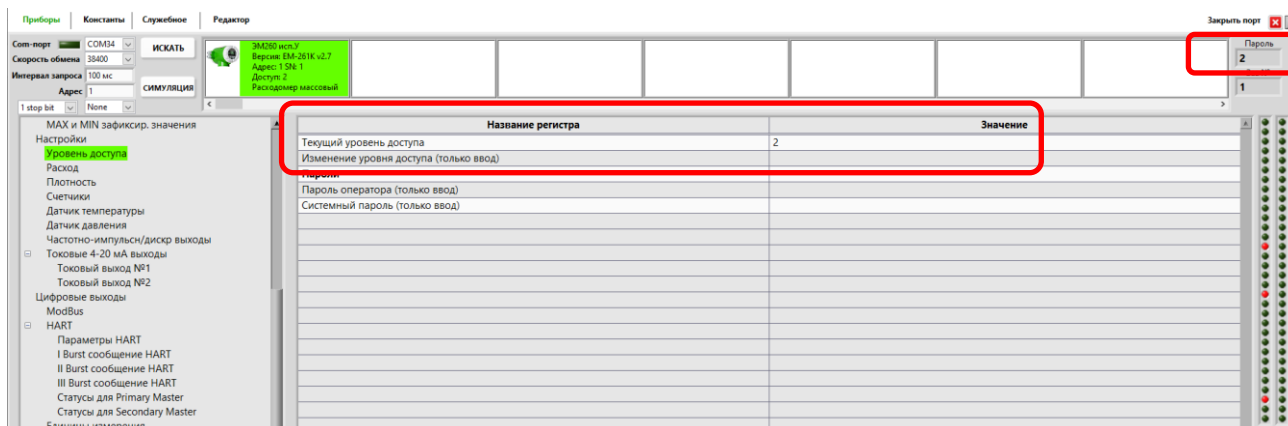 Приборы Константы Служебное Редактор Закрыть порт
Com-порт COM34 ИСКАТЬ
Скорость обмена 38400
Интервал запроса 100 мс
Адрес 1 СИМУЛЯЦИЯ
1 stop bit None
ЭМ260 исп.У
Версия: EM-261K v2.7
Адрес: 1 SN: 1
Доступ: 2
Расходомер массовый
Пароль
2
1
MAX и MIN зафиксир. значения
Настройки
Уровень доступа
Расход
Плотность
Счетчики
Датчик температуры
Датчик давления
Частотно-импульсн/дискр выходы
Токовые 4-20 мА выходы
Токовый выход №1
Токовый выход №2
Цифровые выходы
ModBus
HART
Параметры HART
I Burst сообщение HART
II Burst сообщение HART
III Burst сообщение HART
Статусы для Primary Master
Статусы для Secondary Master
Единицы измерения
Название регистра Значение
Текущий уровень доступа 2
Изменение уровня доступа (только ввод)
Пароли
Пароль оператора (только ввод)
Системный пароль (только ввод)